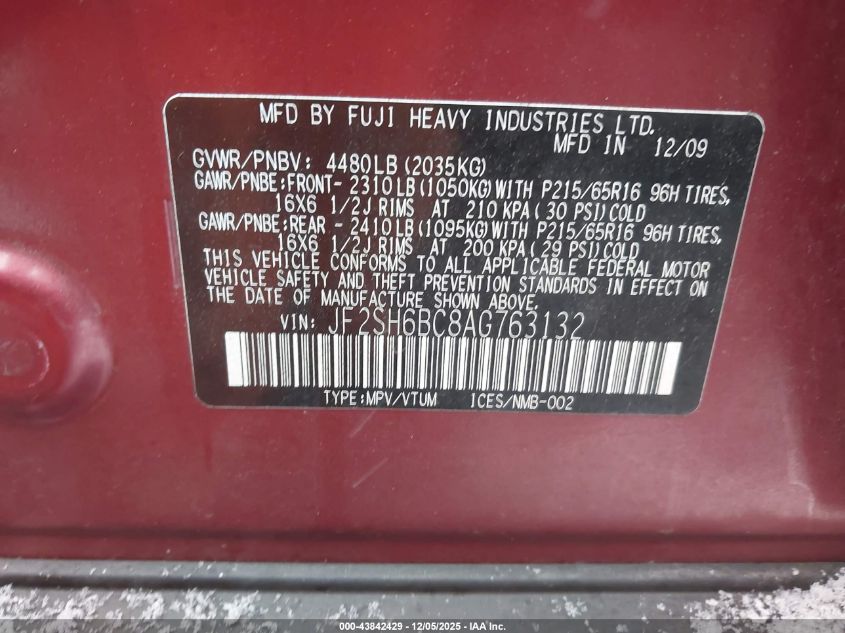 MFD BY FUJI HEAVY INDUSTRIES LTD.
MFD IN 12/09
GVWR/PNBV: 4480LB (2035KG)
GAWR/PNBE:FRONT- 2310LB(1050KG)WITH P215/65R16 96H TIRES,
16X6 1/2J RIMS AT 210 KPA( 30 PSI)COLD
GAWR/PNBE:REAR - 2410LB(1095KG)WITH P215/65R16 96H TIRES,
16X6 1/2J RIMS AT 200 KPA( 29 PSI)COLD
THIS VEHICLE CONFORMS TO ALL APPLICABLE FEDERAL MOTOR
VEHICLE SAFETY AND THEFT PREVENTION STANDARDS IN EFFECT ON
THE DATE OF MANUFACTURE SHOWN ABOVE.
VIN: JF2SH6BC8AG763132
TYPE:MPV/VTUM ICES/NMB-002
000-43842429 - 12/05/2025 - IAA Inc.